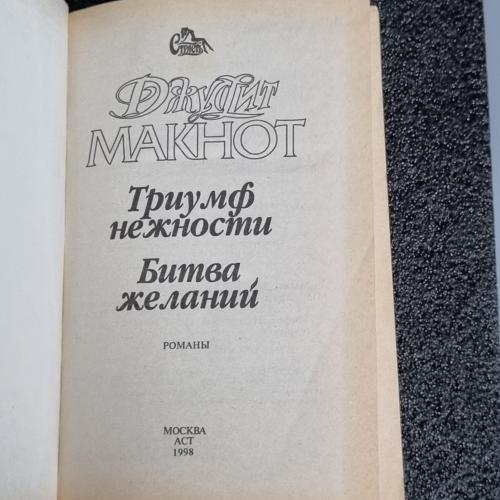 Страсть
Джудит
МАКНОТ
Триумф
нежности
Битва
желаний
РОМАНЫ
МОСКВА
АСТ
1998